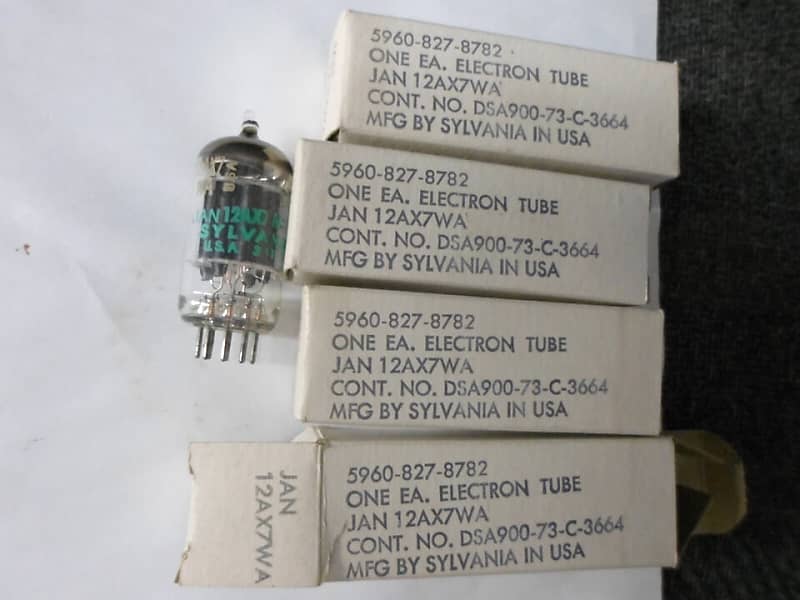 5960-827-8782
ONE EA. ELECTRON TUBE
JAN 12AX7WA
CONT. NO. DSA900-73-C-3664
MFG BY SYLVANIA IN USA
5960-827-8782
ONE EA. ELECTRON TUBE
JAN 12AX7WA
CONT. NO. DSA900-73-C-3664
MFG BY SYLVANIA IN USA
JAN
SYLVA
U.S.A
5960-827-8782
ONE EA. ELECTRON TUBE
JAN 12AX7WA
CONT. NO. DSA900-73-C-3664
MFG BY SYLVANIA IN USA
JAN
12AX7WA
5960-827-8782
ONE EA. ELECTRON TUBE
JAN 12AX7WA
CONT. NO. DSA900-73-C-3664
MFG BY SYLVANIA IN USA